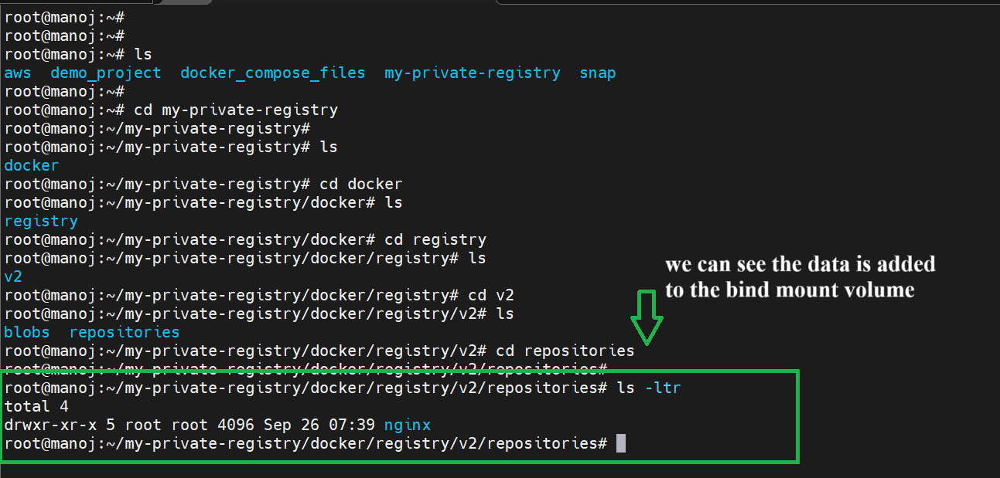 root@manoj:~#
root@manoj:~#
root@manoj:~# ls
aws  demo_project  docker_compose_files  my-private-registry  snap
root@manoj:~#
root@manoj:~# cd my-private-registry
root@manoj:~/my-private-registry#
root@manoj:~/my-private-registry# ls
docker
root@manoj:~/my-private-registry# cd docker
root@manoj:~/my-private-registry/docker# ls
registry
root@manoj:~/my-private-registry/docker# cd registry
root@manoj:~/my-private-registry/docker/registry# ls
v2
root@manoj:~/my-private-registry/docker/registry# cd v2
root@manoj:~/my-private-registry/docker/registry/v2# ls
blobs  repositories
root@manoj:~/my-private-registry/docker/registry/v2# cd repositories
root@manoj:~/my-private-registry/docker/registry/v2/repositories#
root@manoj:~/my-private-registry/docker/registry/v2/repositories# ls -ltr
total 4
drwxr-xr-x 5 root root 4096 Sep 26 07:39 nginx
root@manoj:~/my-private-registry/docker/registry/v2/repositories#
we can see the data is added
to the bind mount volume